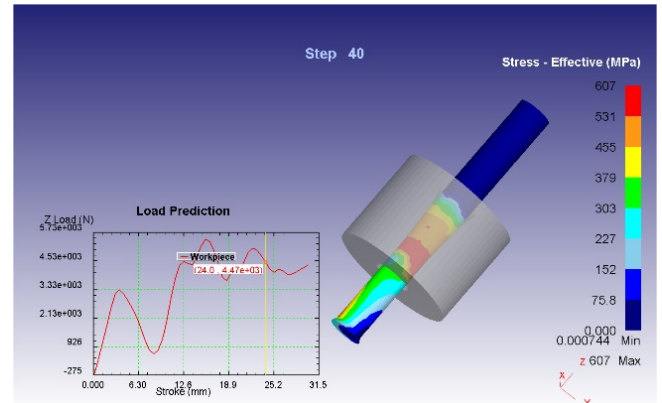 Step 40
Stress - Effective (MPa)
607
531
455
379
303
227
152
75.8
0.000
0.000744 Min
z 607 Max
x
x
Load Prediction
Z Load (N)
5.73e+003
4.53e+003
3.33e+003
2.13e+003
926
-275
Workpiece
(24.0 , 4.47e+03)
0.000 6.30 12.6 18.9 25.2 31.5
Stroke (mm)